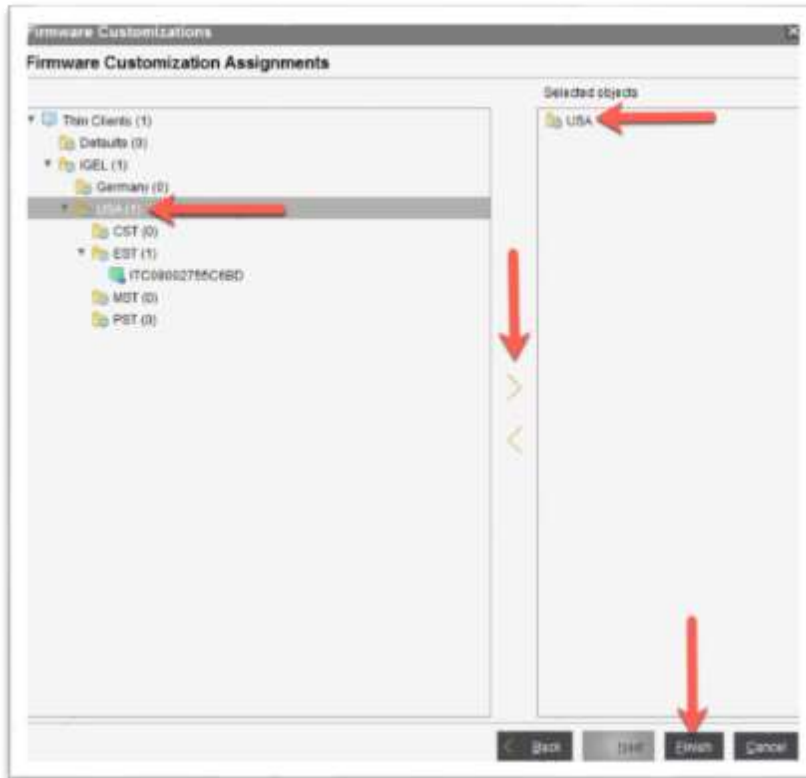 Firmware Customizations
Firmware Customization Assignments
Selected objects
Thin Clients (1)
Defaults (0)
IGEL (1)
Germany (0)
USA (1)
CST (0)
EST (1)
MST (0)
PST (0)
USA
Back
Next
Finish
Cancel